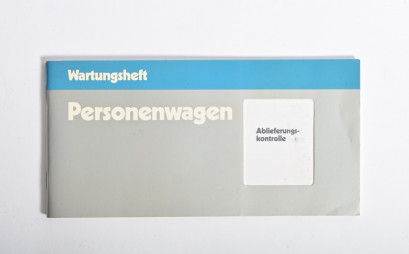 Wartungsheft
Personenwagen
Ablieferungs-
kontrolle